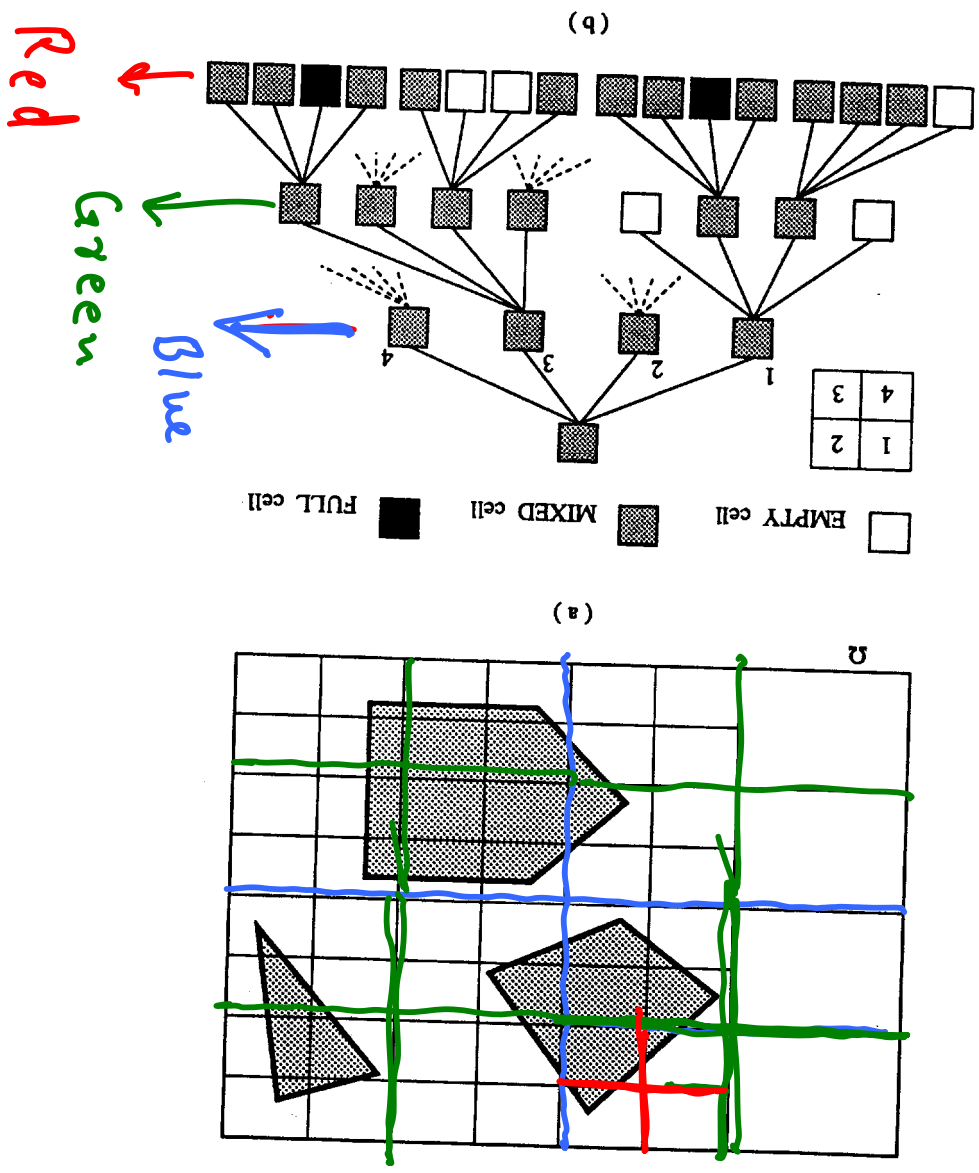 Ω
(a)
EMPTY cell MIXED cell FULL cell
1 2
4 3
1 2 3 4
Blue
Green
Red
(b)